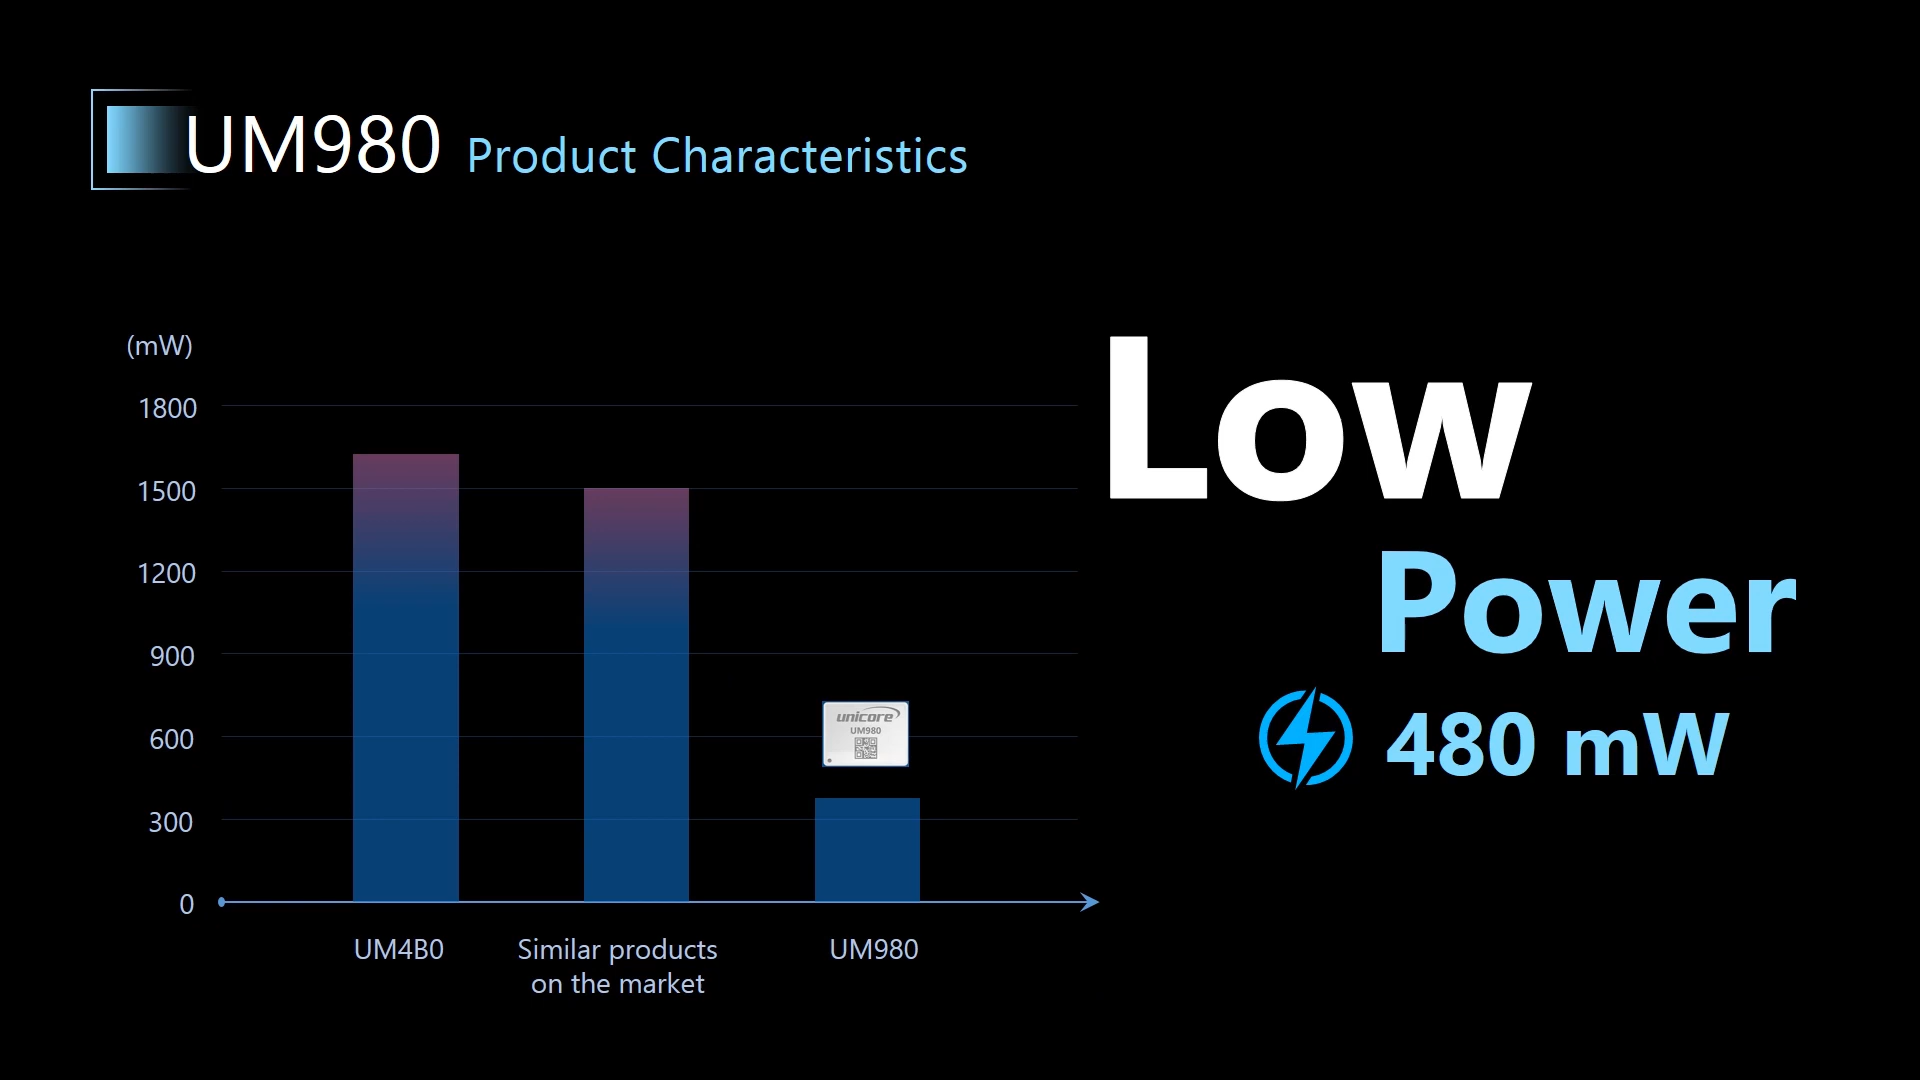 UM980 Product Characteristics
(mW)
1800
1500
1200
900
600
300
0
unicore
UM980
UM4B0
Similar products
on the market
UM980
Low
Power
480 mW